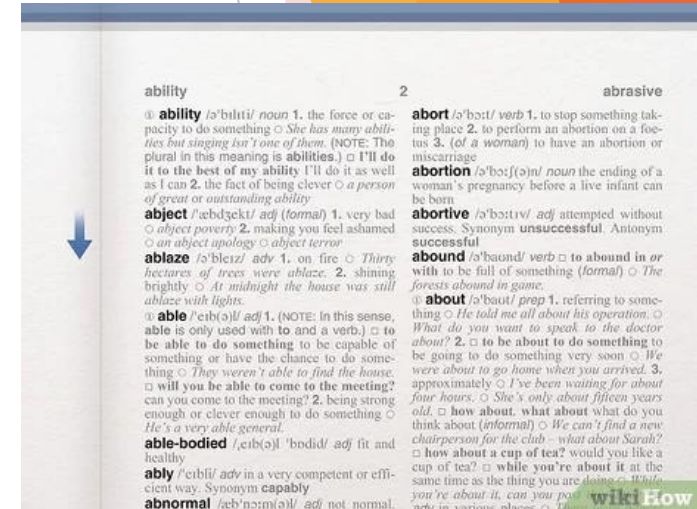 ability 2 abrasive
① ability /ə'bɪlɪti/ noun 1. the force or ca-
pacity to do something ○ She has many abili-
ties but singing isn't one of them. (NOTE: The
plural in this meaning is abilities.) □ I'll do
it to the best of my ability I'll do it as well
as I can 2. the fact of being clever ○ a person
of great or outstanding ability
abject /'æbdʒekt/ adj (formal) 1. very bad
○ abject poverty 2. making you feel ashamed
○ an abject apology ○ abject terror
ablaze /ə'bleɪz/ adv 1. on fire ○ Thirty
hectares of trees were ablaze. 2. shining
brightly ○ At midnight the house was still
ablaze with lights.
① able /'eɪb(ə)l/ adj 1. (NOTE: In this sense,
able is only used with to and a verb.) □ to
be able to do something to be capable of
something or have the chance to do some-
thing ○ They weren't able to find the house.
□ will you be able to come to the meeting?
can you come to the meeting? 2. being strong
enough or clever enough to do something ○
He's a very able general.
able-bodied /ˌeɪb(ə)l 'bɒdid/ adj fit and
healthy
ably /'eɪbli/ adv in a very competent or effi-
cient way. Synonym capably
abnormal /æb'nɔːm(ə)l/ adj not normal.
abort /ə'bɔːt/ verb 1. to stop something tak-
ing place 2. to perform an abortion on a foe-
tus 3. (of a woman) to have an abortion or
miscarriage
abortion /ə'bɔːʃ(ə)n/ noun the ending of a
woman's pregnancy before a live infant can
be born
abortive /ə'bɔːtɪv/ adj attempted without
success. Synonym unsuccessful. Antonym
successful
abound /ə'baʊnd/ verb □ to abound in or
with to be full of something (formal) ○ The
forests abound in game.
① about /ə'baʊt/ prep 1. referring to some-
thing ○ He told me all about his operation. ○
What do you want to speak to the doctor
about? 2. □ to be about to do something to
be going to do something very soon ○ We
were about to go home when you arrived. 3.
approximately ○ I've been waiting for about
four hours. ○ She's only about fifteen years
old. □ how about, what about what do you
think about (informal) ○ We can't find a new
chairperson for the club – what about Sarah?
□ how about a cup of tea? would you like a
cup of tea? □ while you're about it at the
same time as the thing you are doing ○ While
you're about it, can you
adv in various places ○
wikiHow